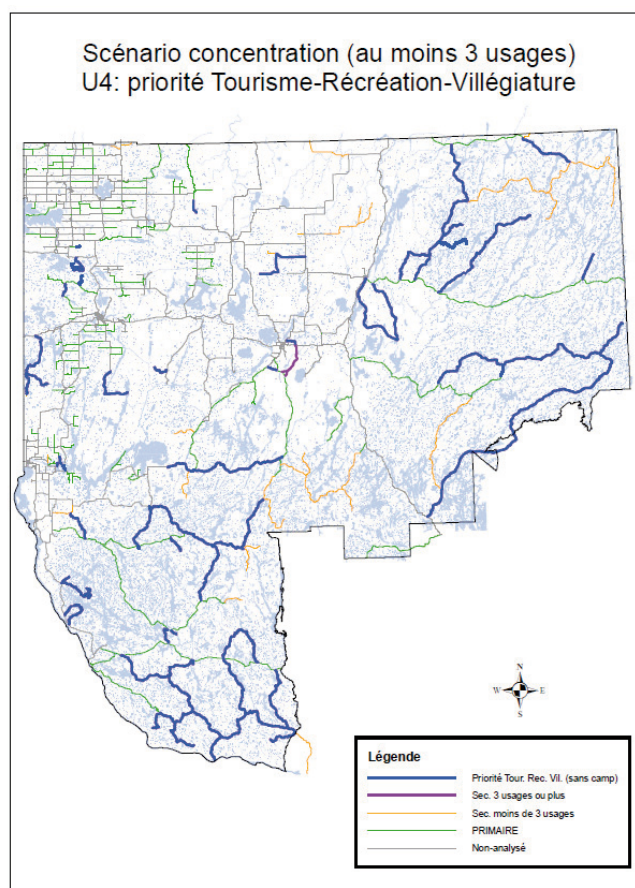 Scénario concentration (au moins 3 usages)
U4: priorité Tourisme-Récréation-Villégiature
N
W E
S
Légende
Priorité Tour. Rec. Vil. (sans camp)
Sec. 3 usages ou plus
Sec. moins de 3 usages
PRIMAIRE
Non-analysé